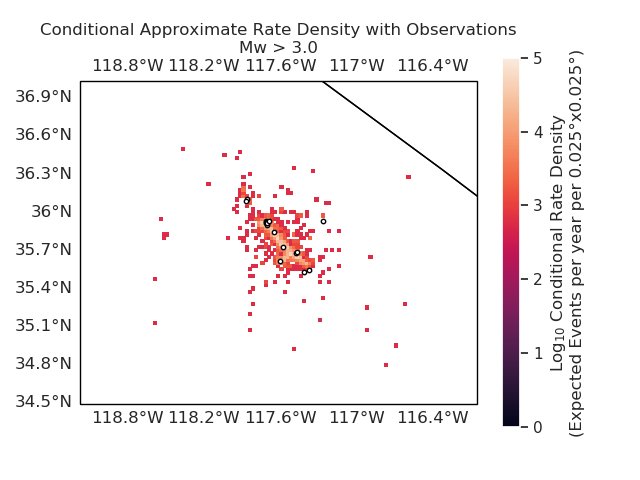 Conditional Approximate Rate Density with Observations
Mw > 3.0
118.8°W 118.2°W 117.6°W 117°W 116.4°W
36.9°N
36.6°N
36.3°N
36°N
35.7°N
35.4°N
35.1°N
34.8°N
34.5°N
118.8°W 118.2°W 117.6°W 117°W 116.4°W
5
4
3
2
1
0
Log₁₀ Conditional Rate Density
(Expected Events per year per 0.025°x0.025°)